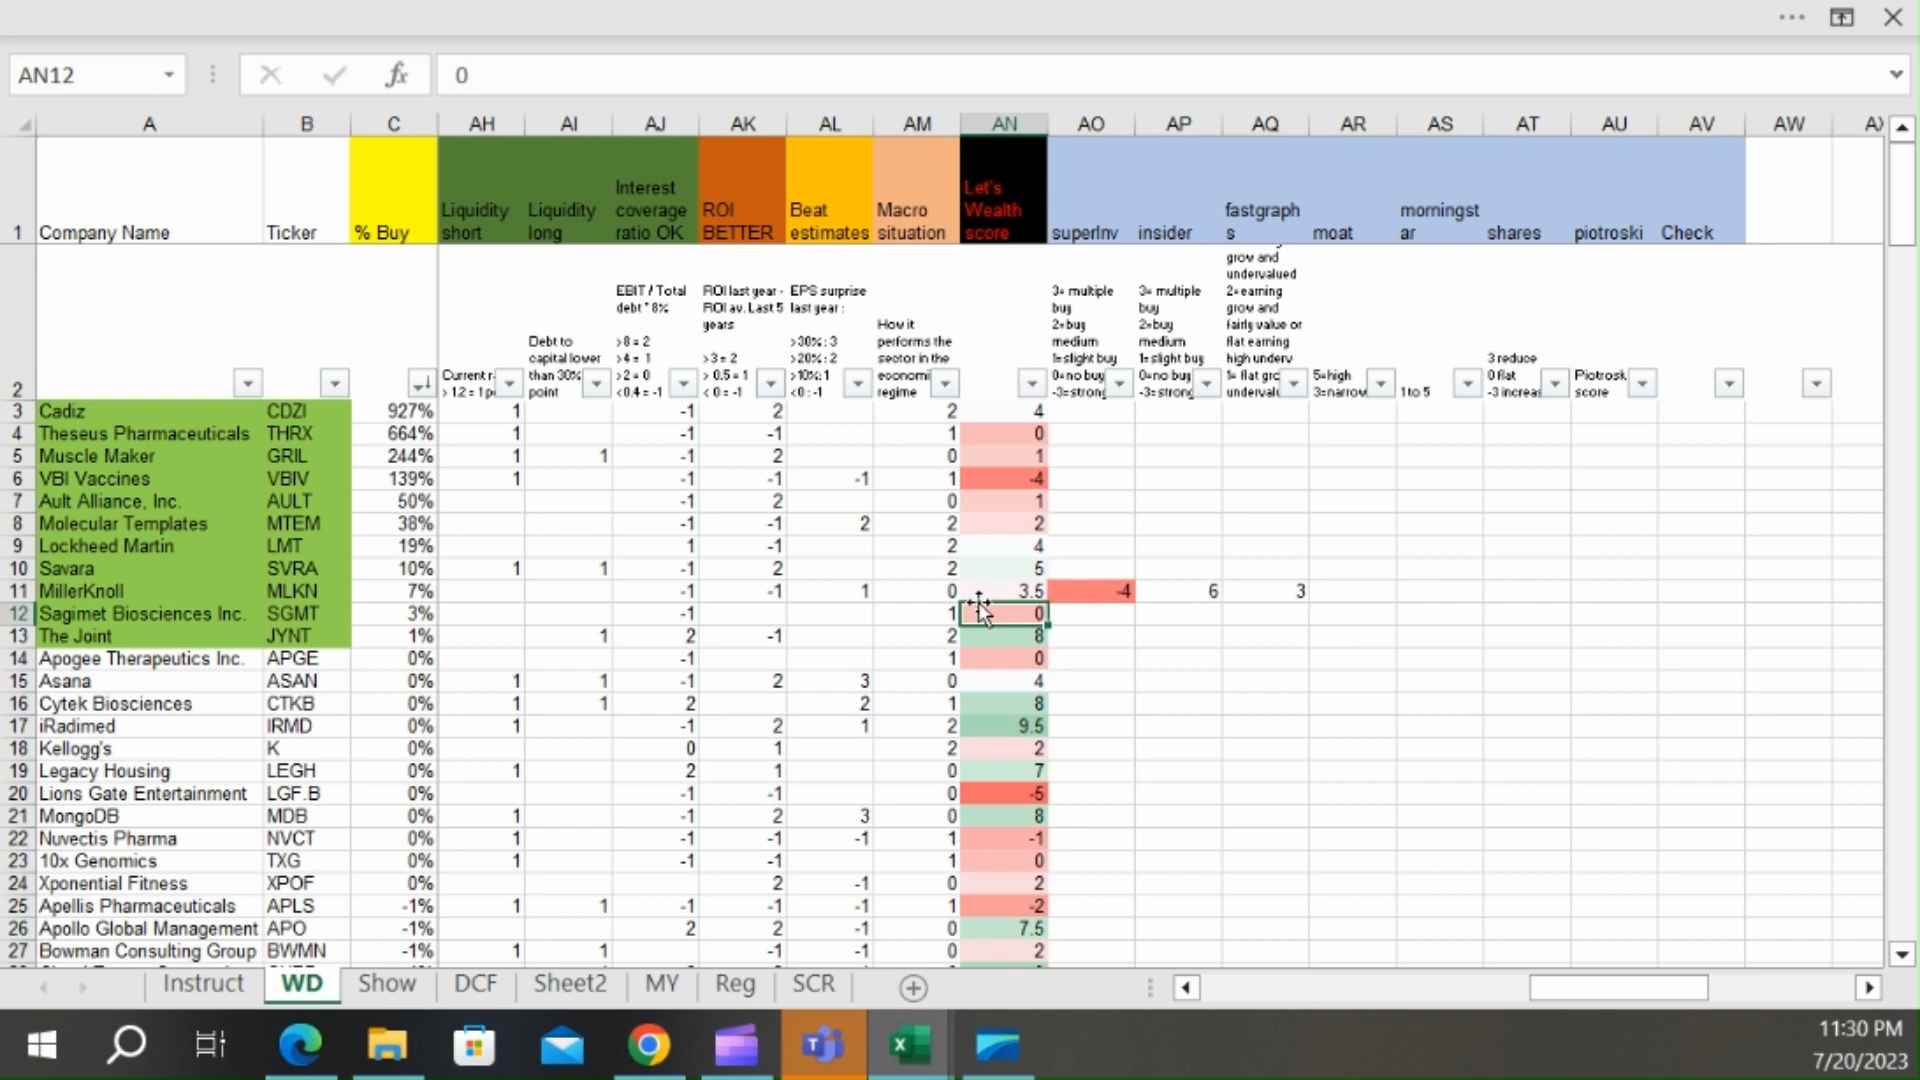 AN12 fx 0
A B C AH AI AJ AK AL AM AN AO AP AQ AR AS AT AU AV AW
1 Company Name Ticker % Buy Liquidity short Liquidity long Interest coverage ratio OK ROI BETTER Beat estimates Macro situation Let's Wealth score superInv insider fastgraphs moat morningstar shares piotroski Check
2
Current r
> 1.2 = 1 p
Debt to
capital lower
than 30%
point
EBIT / Total
debt * 8%
>8 = 2
>4 = 1
>2 = 0
<0.4 = -1
ROI last year -
ROI av. Last 5
years
>3 = 2
> 0.5 = 1
< 0 = -1
EPS surprise
last year :
>30% : 3
>20% : 2
>10%: 1
<0 : -1
How it
performs the
sector in the
economi
regime
3= multiple
buy
2=buy
medium
1=slight buy
0=no buy
-3=strong
3= multiple
buy
2=buy
medium
1=slight buy
0=no buy
-3=strong
grow and
undervalued
2=earning
grow and
fairly value or
flat earning
high underv
1= flat gro
undervalu
5=high
3=narrow
1 to 5
3 reduce
0 flat
-3 increas
Piotrosk
score
3 Cadiz CDZI 927% 1 -1 2 2 4
4 Theseus Pharmaceuticals THRX 664% 1 -1 -1 1 0
5 Muscle Maker GRIL 244% 1 1 -1 2 0 1
6 VBI Vaccines VBIV 139% 1 -1 -1 -1 1 -4
7 Ault Alliance, Inc. AULT 50% -1 2 0 1
8 Molecular Templates MTEM 38% -1 -1 2 2 2
9 Lockheed Martin LMT 19% 1 -1 2 4
10 Savara SVRA 10% 1 1 -1 2 2 5
11 MillerKnoll MLKN 7% -1 -1 1 0 3.5 -4 6 3
12 Sagimet Biosciences Inc. SGMT 3% -1 1 0
13 The Joint JYNT 1% 1 2 -1 2 8
14 Apogee Therapeutics Inc. APGE 0% -1 1 0
15 Asana ASAN 0% 1 1 -1 2 3 0 4
16 Cytek Biosciences CTKB 0% 1 1 2 2 1 8
17 iRadimed IRMD 0% 1 -1 2 1 2 9.5
18 Kellogg's K 0% 0 1 2 2
19 Legacy Housing LEGH 0% 1 2 1 0 7
20 Lions Gate Entertainment LGF.B 0% -1 -1 0 -5
21 MongoDB MDB 0% 1 -1 2 3 0 8
22 Nuvectis Pharma NVCT 0% 1 -1 -1 -1 1 -1
23 10x Genomics TXG 0% 1 -1 -1 1 0
24 Xponential Fitness XPOF 0% 2 -1 0 2
25 Apellis Pharmaceuticals APLS -1% 1 1 -1 -1 -1 1 -2
26 Apollo Global Management APO -1% 2 2 -1 0 7.5
27 Bowman Consulting Group BWMN -1% 1 1 -1 -1 0 2
Instruct WD Show DCF Sheet2 MY Reg SCR
11:30 PM
7/20/2023